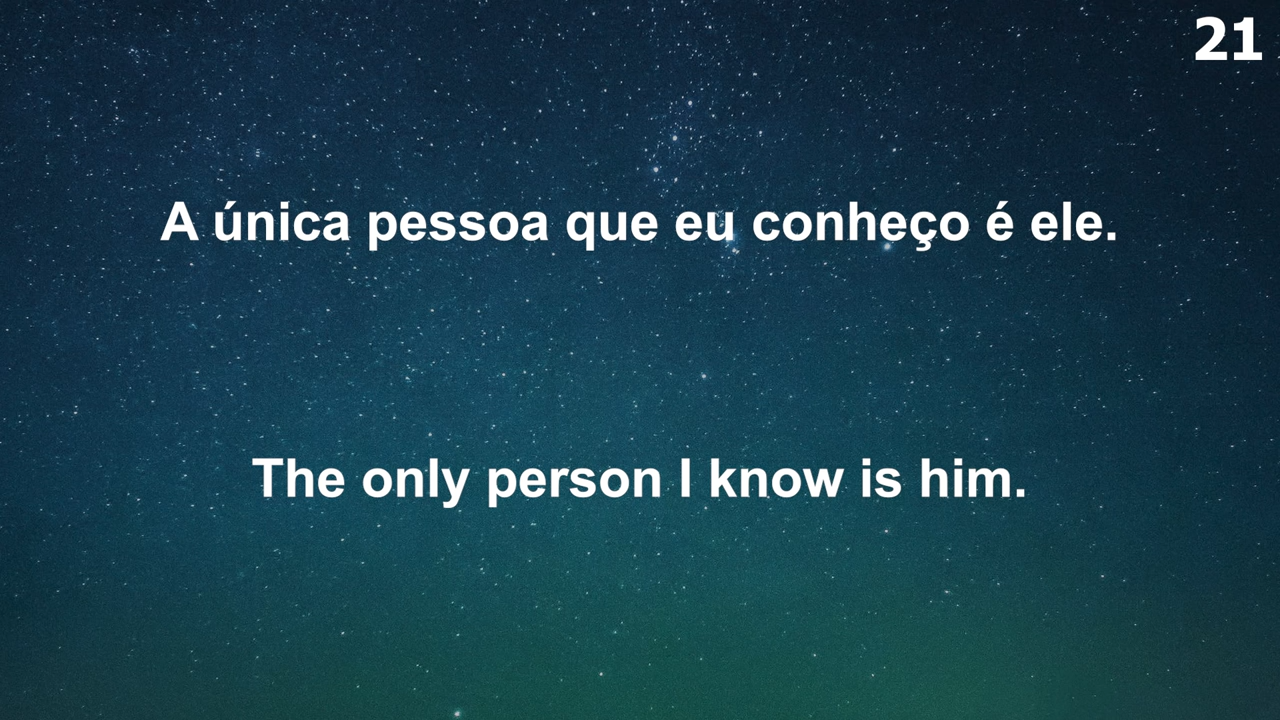 21
A única pessoa que eu conheço é ele.
The only person I know is him.